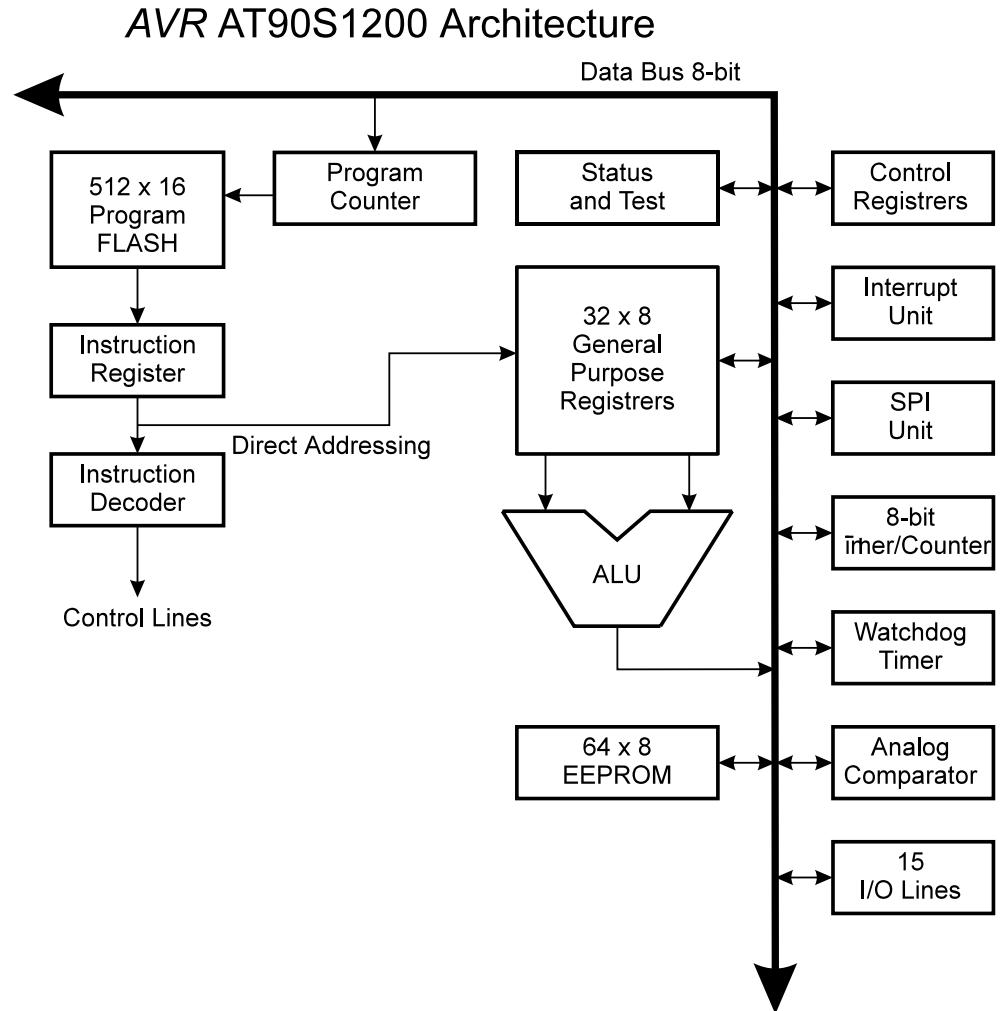 AVR AT90S1200 Architecture
Data Bus 8-bit
512 x 16
Program
FLASH
Program
Counter
Status
and Test
Control
Registrers
Instruction
Register
32 x 8
General
Purpose
Registrers
Interrupt
Unit
Direct Addressing
SPI
Unit
Instruction
Decoder
8-bit
Timer/Counter
ALU
Control Lines
Watchdog
Timer
64 x 8
EEPROM
Analog
Comparator
15
I/O Lines